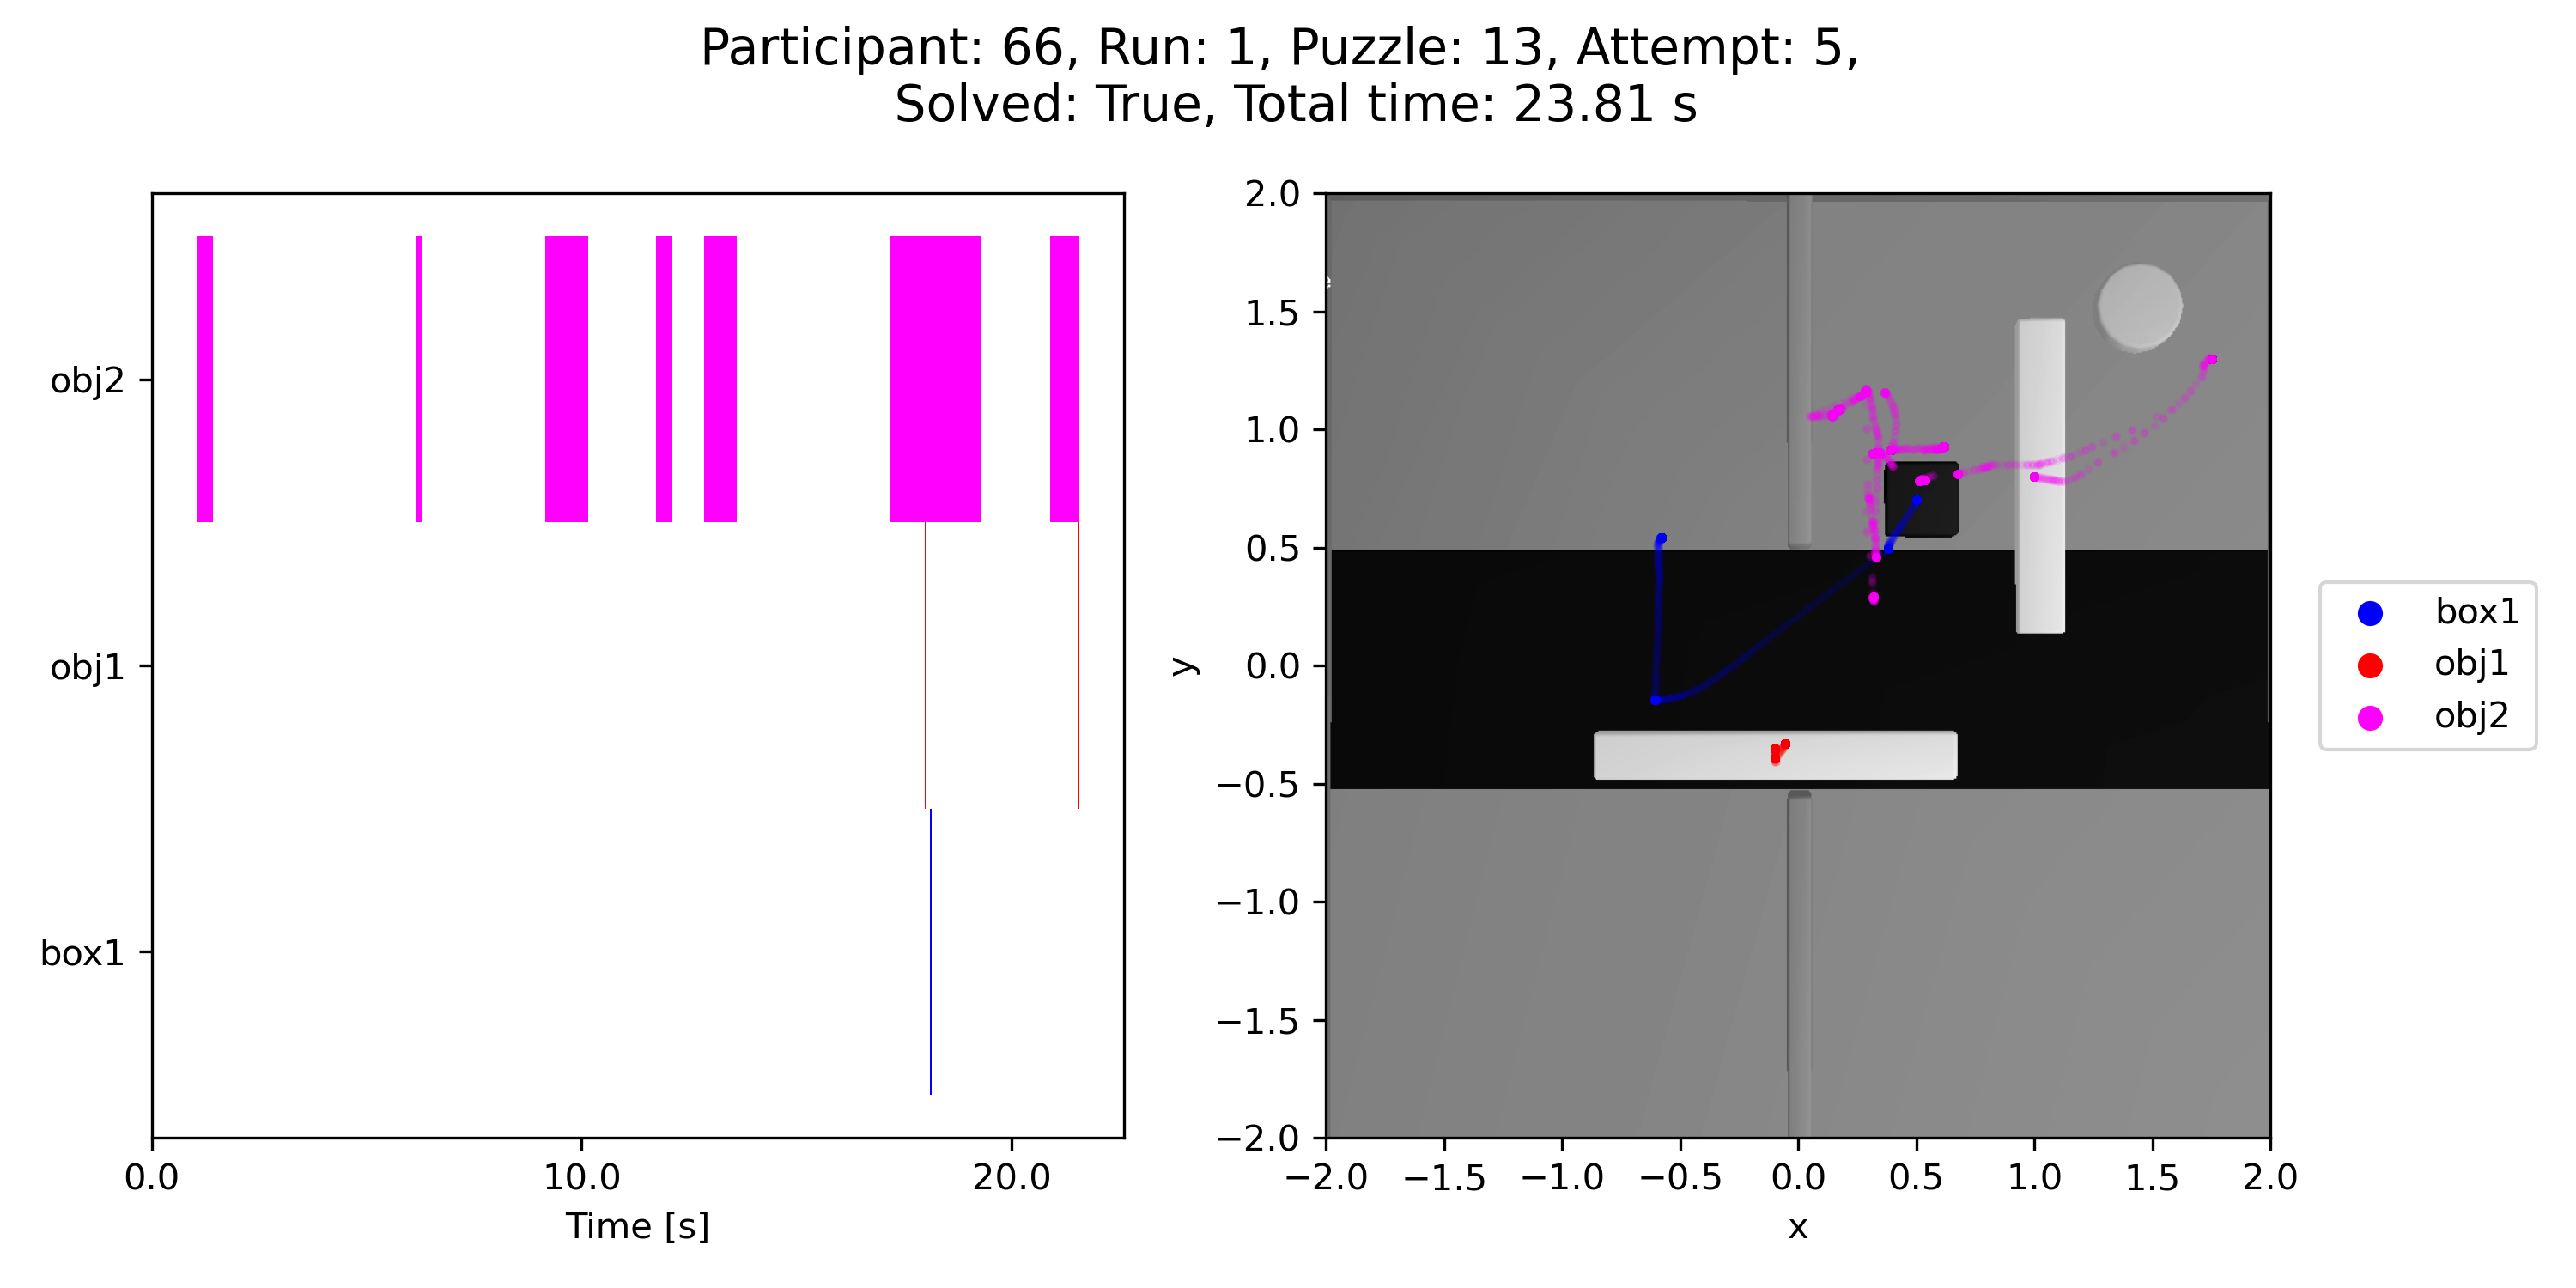 Participant: 66, Run: 1, Puzzle: 13, Attempt: 5,
Solved: True, Total time: 23.81 s
obj2
obj1
box1
0.0 10.0 20.0
Time [s]
2.0
1.5
1.0
0.5
0.0
−0.5
−1.0
−1.5
−2.0
y
−2.0 −1.5 −1.0 −0.5 0.0 0.5 1.0 1.5 2.0
x
box1
obj1
obj2